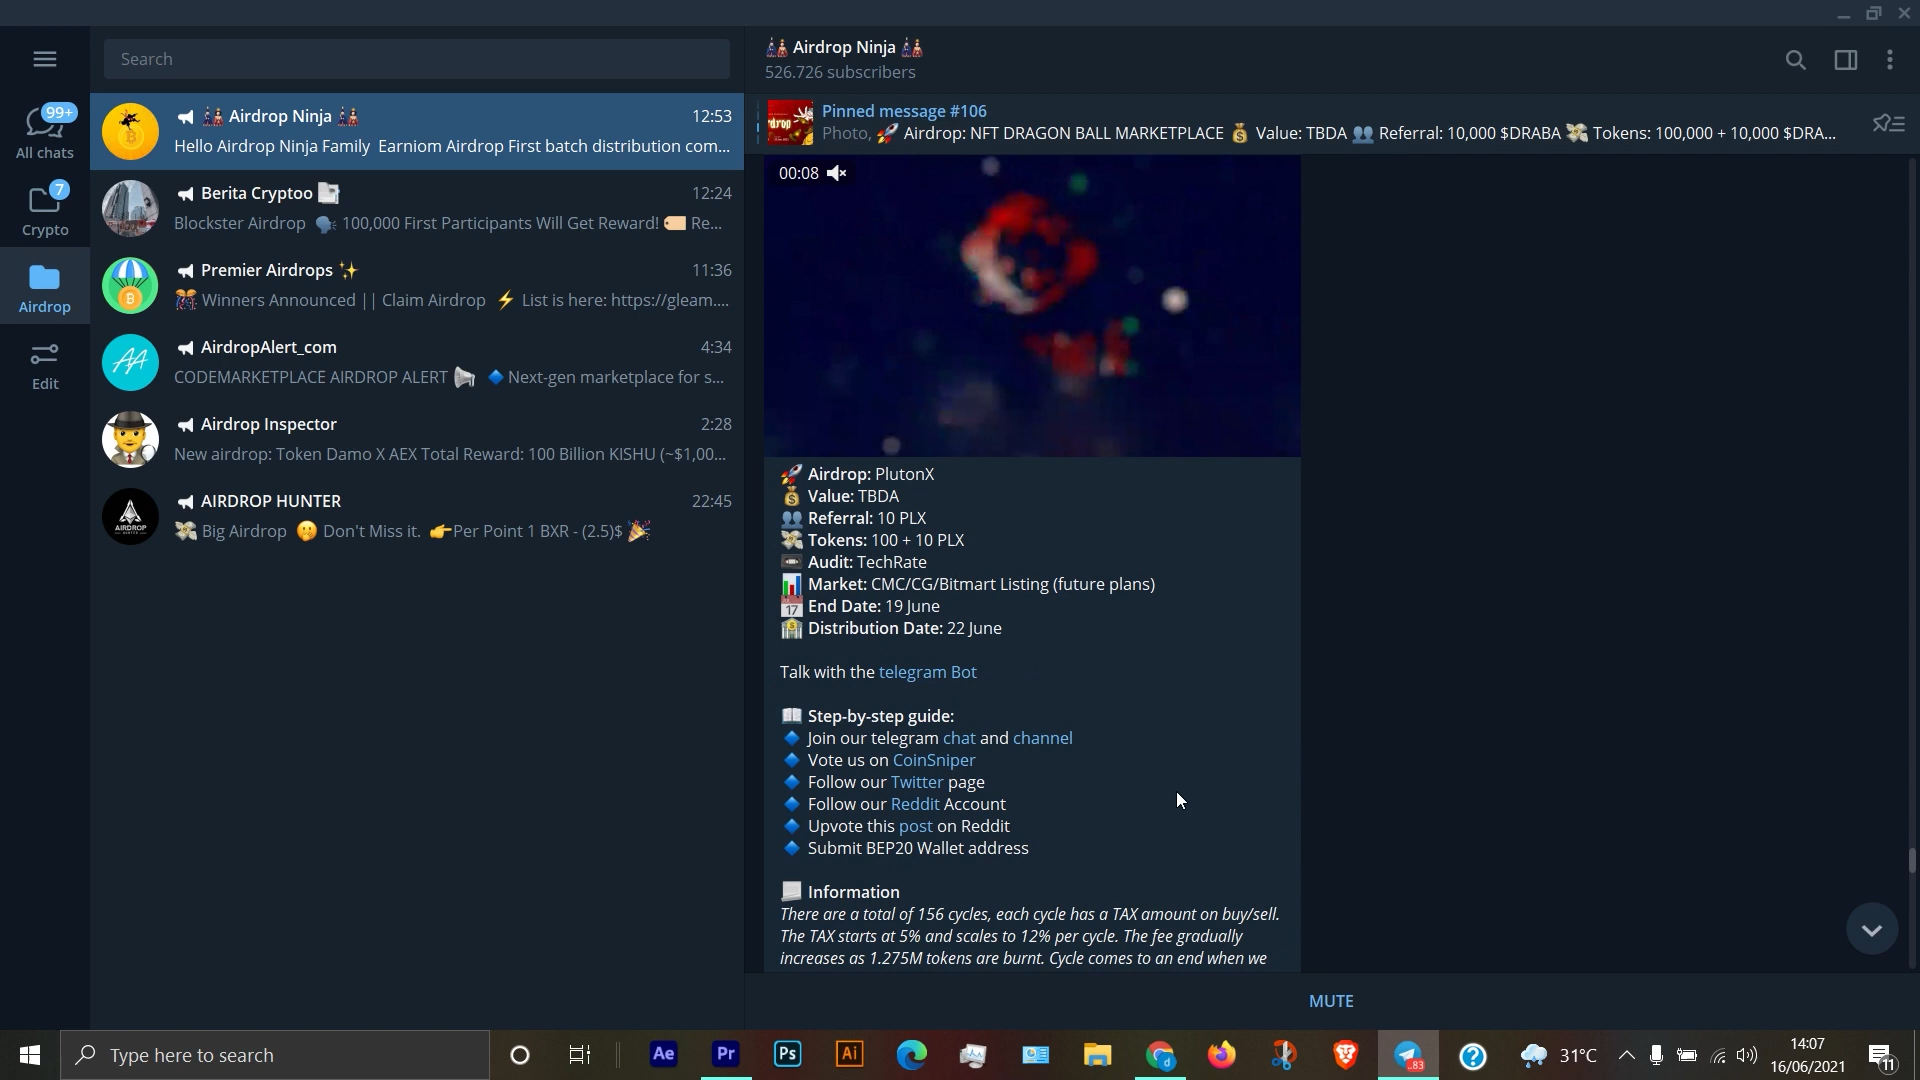 Search
Airdrop Ninja
526.726 subscribers
99+
All chats
7
Crypto
Airdrop
Edit
Airdrop Ninja 12:53
Hello Airdrop Ninja Family Earniom Airdrop First batch distribution com...
Berita Cryptoo 12:24
Blockster Airdrop 100,000 First Participants Will Get Reward! Re...
Premier Airdrops 11:36
Winners Announced || Claim Airdrop List is here: https://gleam....
AirdropAlert_com 4:34
CODEMARKETPLACE AIRDROP ALERT Next-gen marketplace for s...
Airdrop Inspector 2:28
New airdrop: Token Damo X AEX Total Reward: 100 Billion KISHU (~$1,00...
AIRDROP HUNTER 22:45
Big Airdrop Don't Miss it. Per Point 1 BXR - (2.5)$
Pinned message #106
Photo, Airdrop: NFT DRAGON BALL MARKETPLACE Value: TBDA Referral: 10,000 $DRABA Tokens: 100,000 + 10,000 $DRA...
00:08
Airdrop: PlutonX
Value: TBDA
Referral: 10 PLX
Tokens: 100 + 10 PLX
Audit: TechRate
Market: CMC/CG/Bitmart Listing (future plans)
End Date: 19 June
Distribution Date: 22 June
Talk with the telegram Bot
Step-by-step guide:
Join our telegram chat and channel
Vote us on CoinSniper
Follow our Twitter page
Follow our Reddit Account
Upvote this post on Reddit
Submit BEP20 Wallet address
Information
There are a total of 156 cycles, each cycle has a TAX amount on buy/sell.
The TAX starts at 5% and scales to 12% per cycle. The fee gradually
increases as 1.275M tokens are burnt. Cycle comes to an end when we
MUTE
Type here to search
Ae
Pr
Ps
Ai
d
..83
31°C
14:07
16/06/2021
11